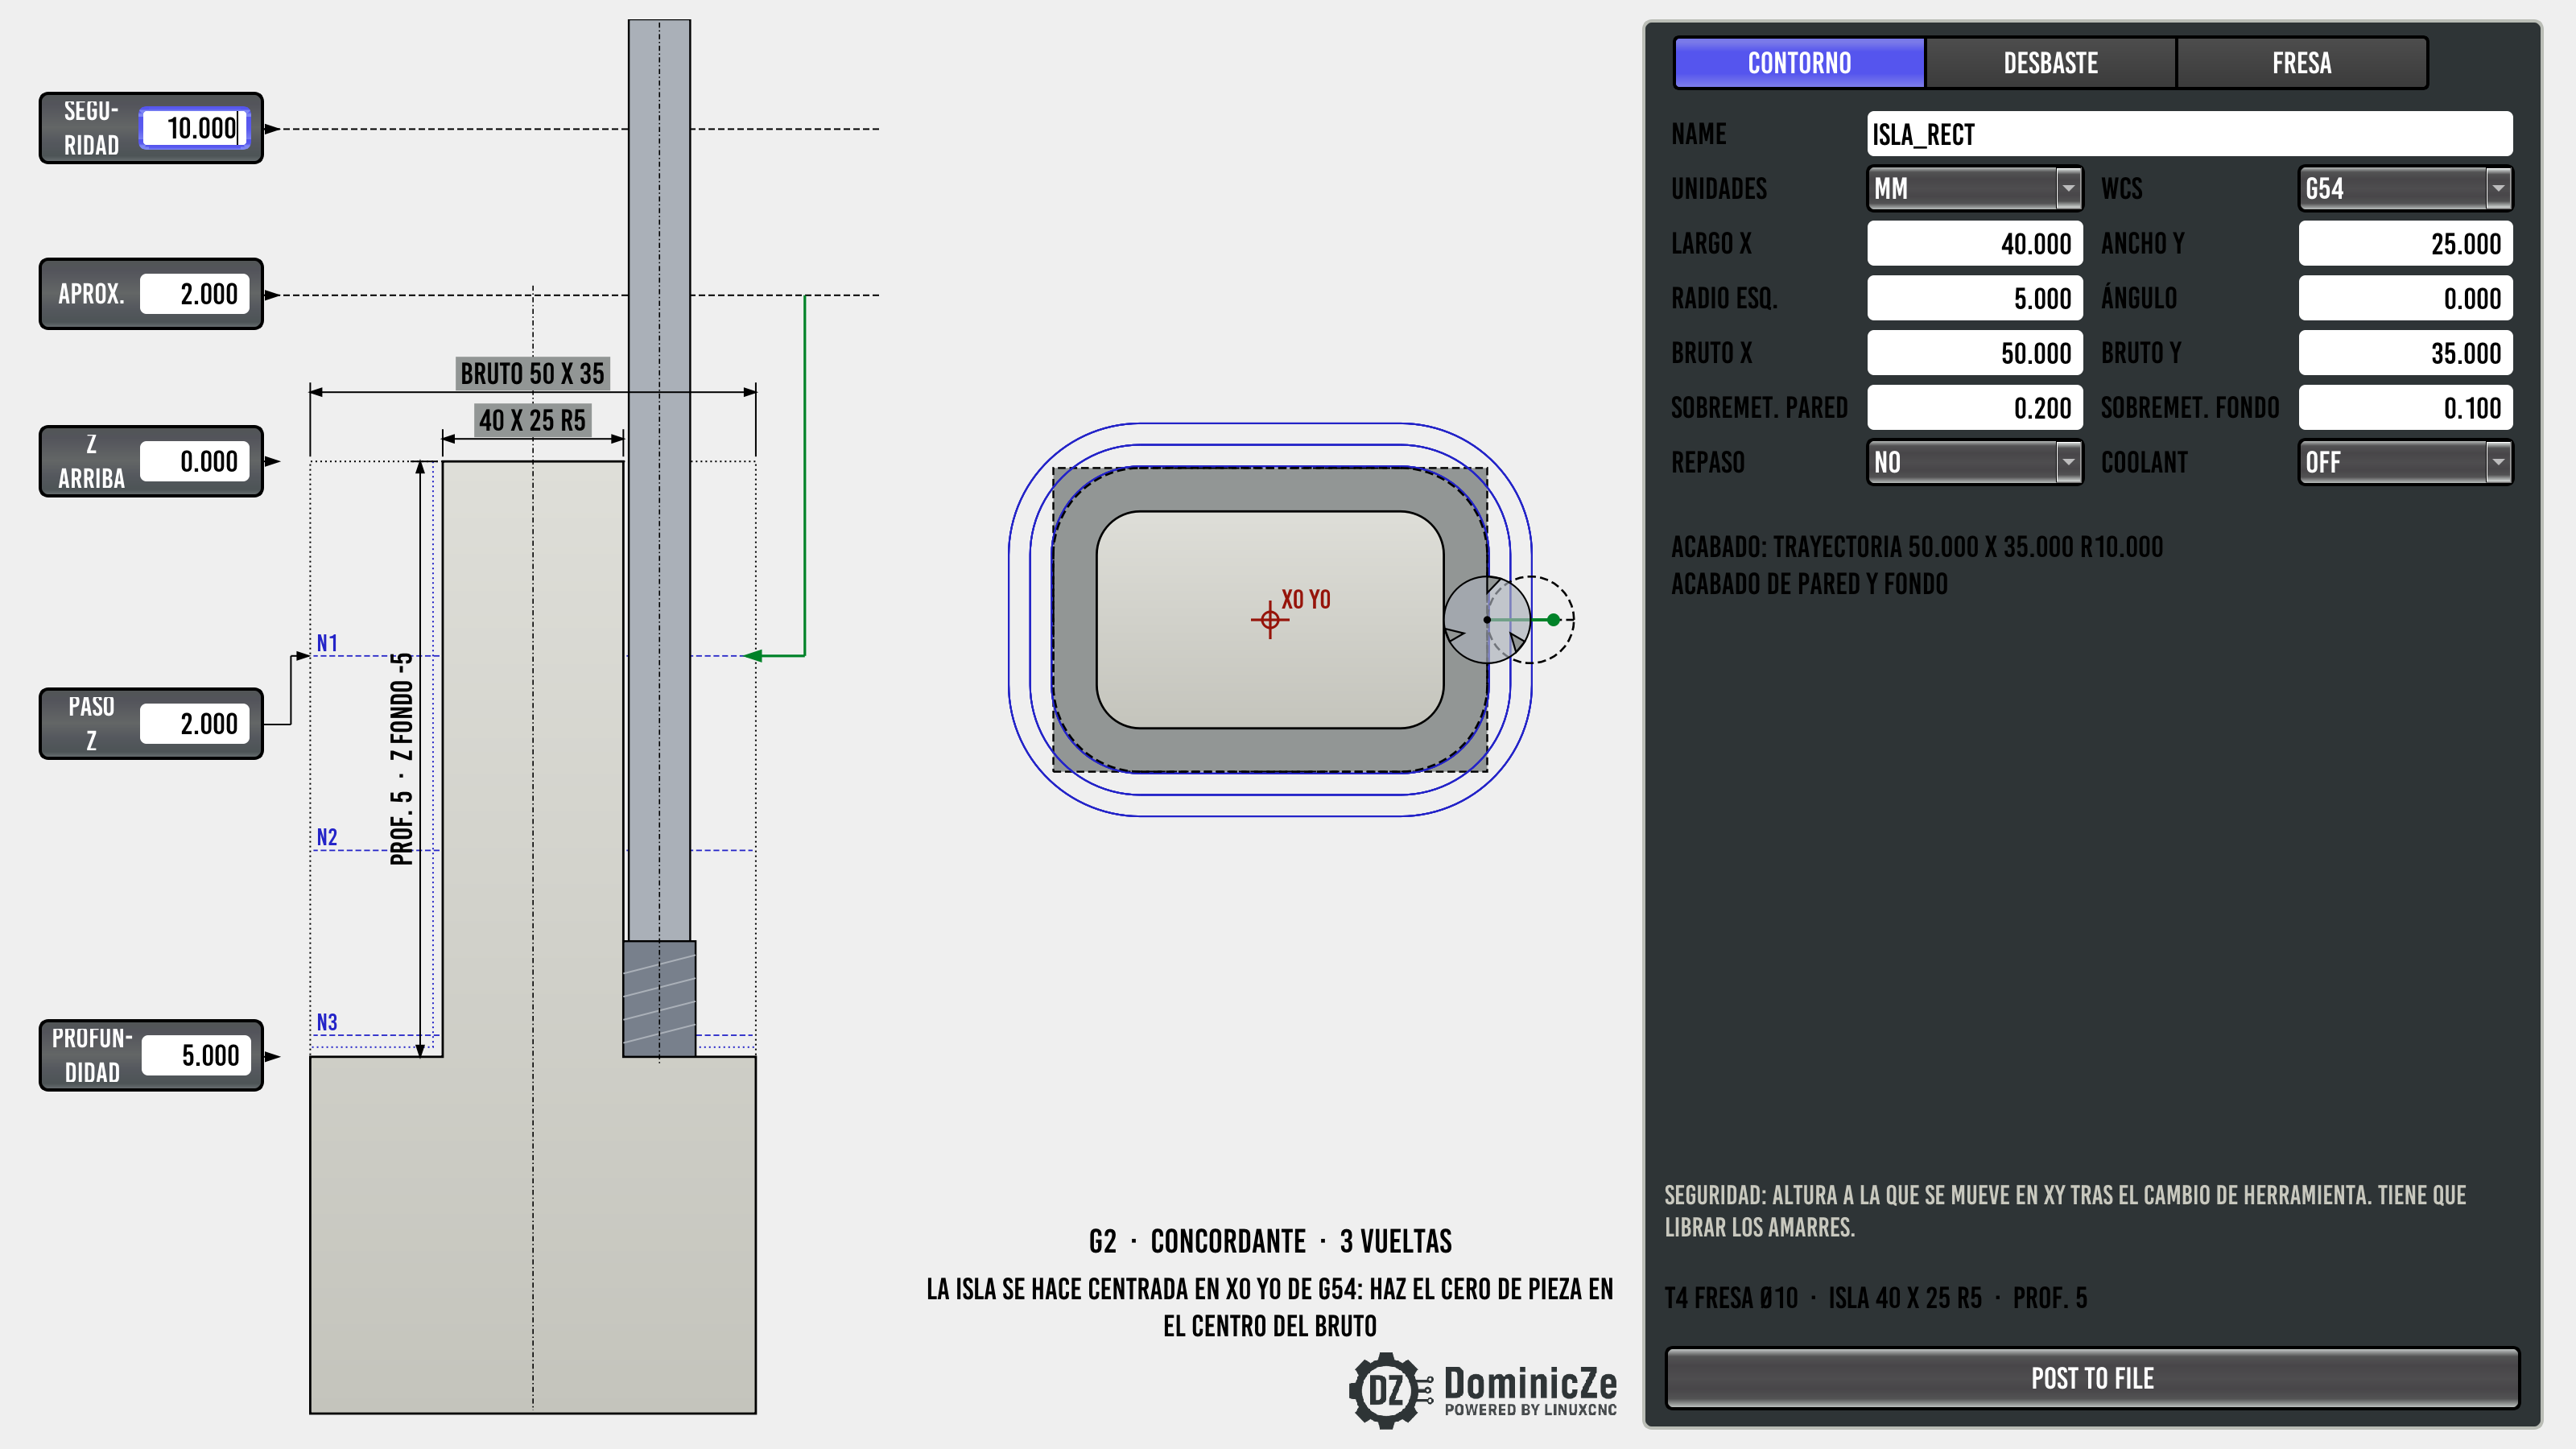 SEGU-
RIDAD
10.000
APROX.
2.000
BRUTO 50 X 35
40 X 25 R5
Z
ARRIBA
0.000
N1
PROF. 5 · Z FONDO -5
PASO
Z
2.000
N2
N3
PROFUN-
DIDAD
5.000
X0 Y0
G2 · CONCORDANTE · 3 VUELTAS
LA ISLA SE HACE CENTRADA EN X0 Y0 DE G54: HAZ EL CERO DE PIEZA EN
EL CENTRO DEL BRUTO
DZ
DominicZe
POWERED BY LINUXCNC
CONTORNO DESBASTE FRESA
NAME ISLA_RECT
UNIDADES MM WCS G54
LARGO X 40.000 ANCHO Y 25.000
RADIO ESQ. 5.000 ÁNGULO 0.000
BRUTO X 50.000 BRUTO Y 35.000
SOBREMET. PARED 0.200 SOBREMET. FONDO 0.100
REPASO NO COOLANT OFF
ACABADO: TRAYECTORIA 50.000 X 35.000 R10.000
ACABADO DE PARED Y FONDO
SEGURIDAD: ALTURA A LA QUE SE MUEVE EN XY TRAS EL CAMBIO DE HERRAMIENTA. TIENE QUE
LIBRAR LOS AMARRES.
T4 FRESA Ø10 · ISLA 40 X 25 R5 · PROF. 5
POST TO FILE